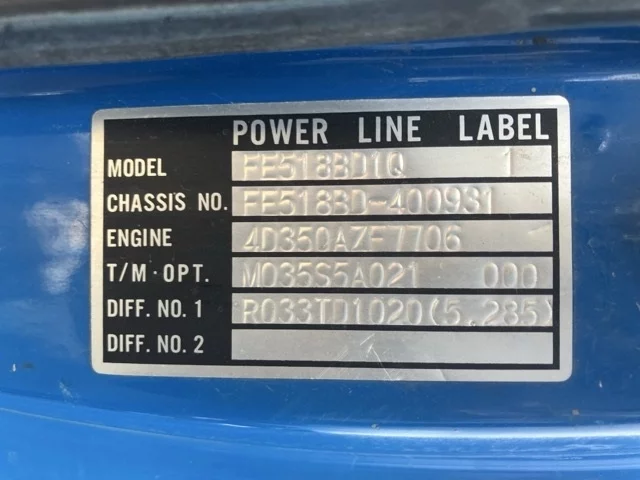 POWER LINE LABEL
MODEL FE518BD1Q 1
CHASSIS NO. FE518BD-400931
ENGINE 4D350AZF7706
T/M·OPT. M035S5A021 000
DIFF. NO. 1 R033TD1020(5.285)
DIFF. NO. 2